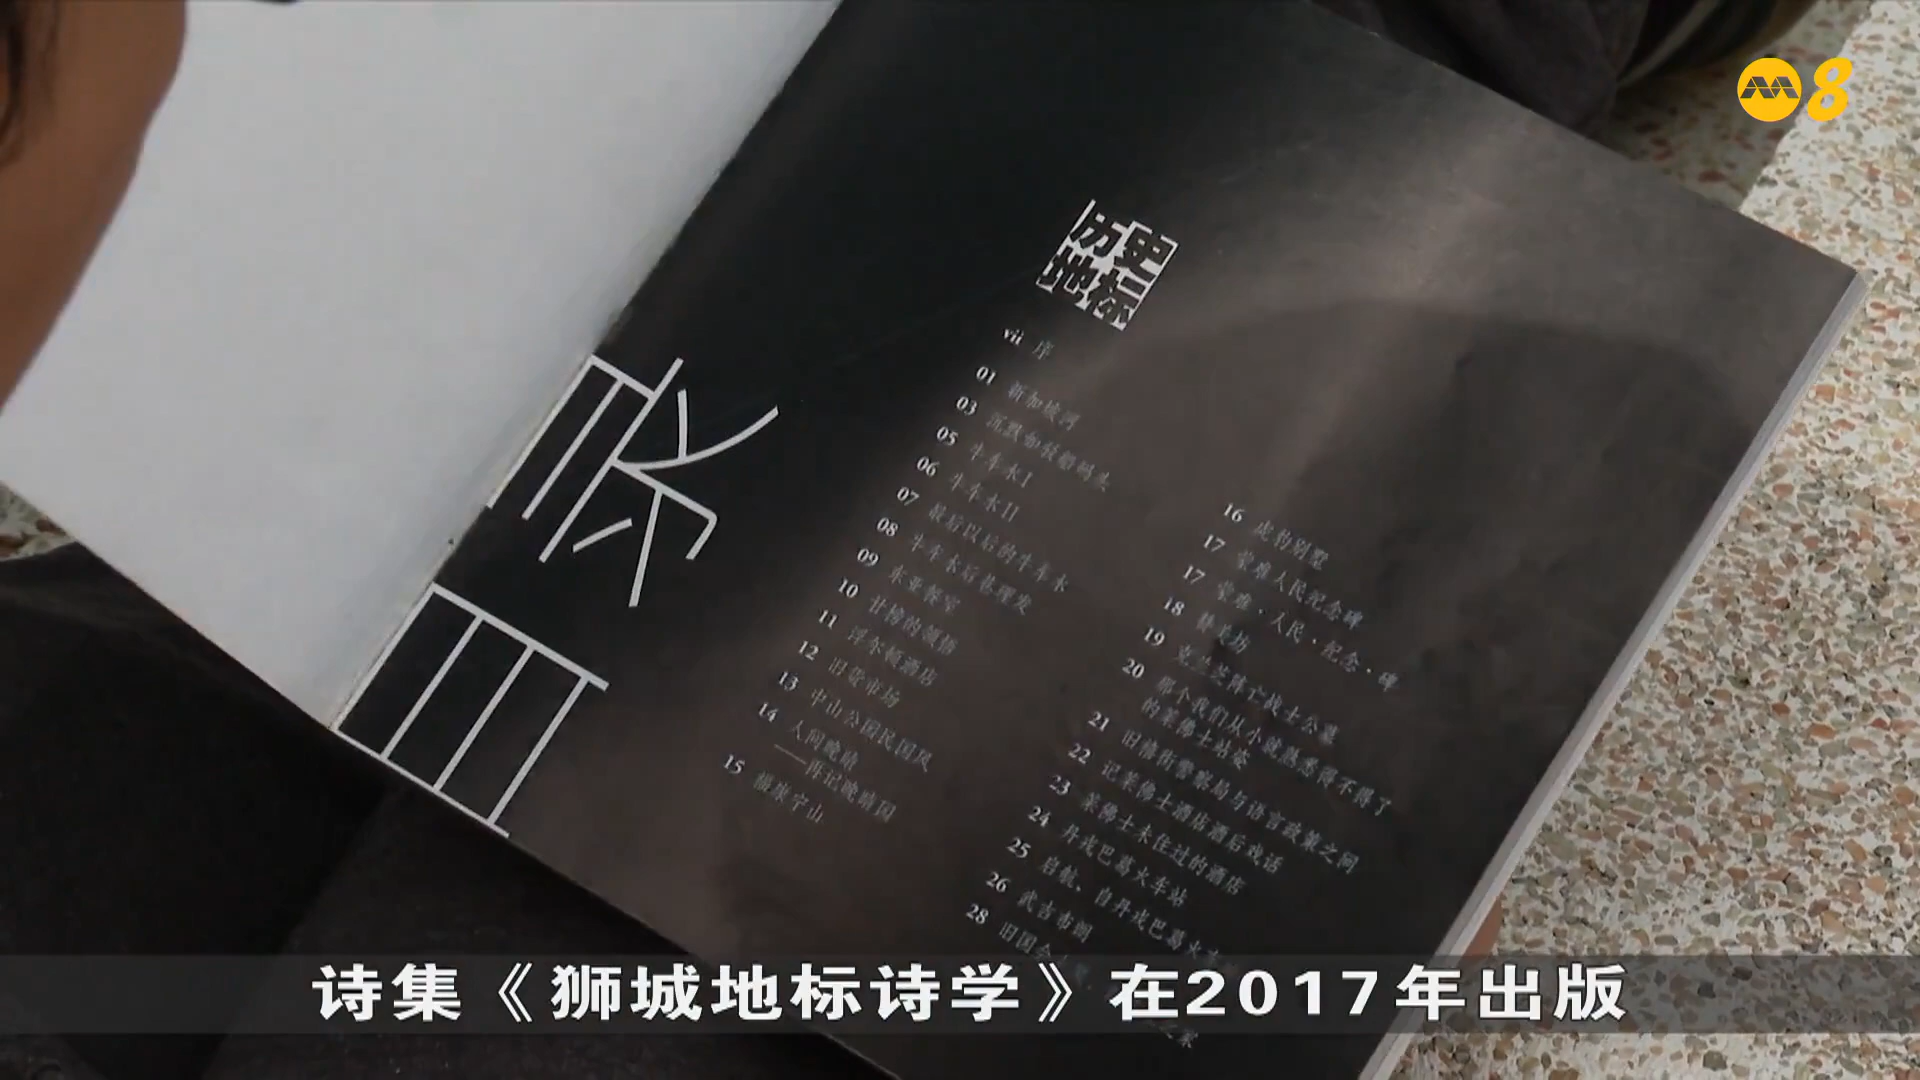 8
历史
地标
vii 序
01 新加坡河
03 沉默如驳船码头
05 牛车水I
06 牛车水II
07 最后以后的牛车水
08 牛车水后巷理发
09 东亚餐室
10 甘榜的领悟
11 浮尔顿酒店
12 旧货市场
13 中山公园民国风
14 人间晚晴
——再记晚晴园
15 福康宁山
16 虎豹别墅
17 蒙难人民纪念碑
17 蒙难·人民·纪念·碑
18 赞美坊
19 克兰芝阵亡战士公墓
20 那个我们从小就熟悉得不得了
的莱佛士站姿
21 旧禧街警察局与语言政策之间
22 记莱佛士酒店酒后戏话
23 莱佛士未住过的酒店
24 丹戎巴葛火车站
25 启航，自丹戎巴葛火车
26 武吉布朗
28 旧国会
诗集《狮城地标诗学》在2017年出版